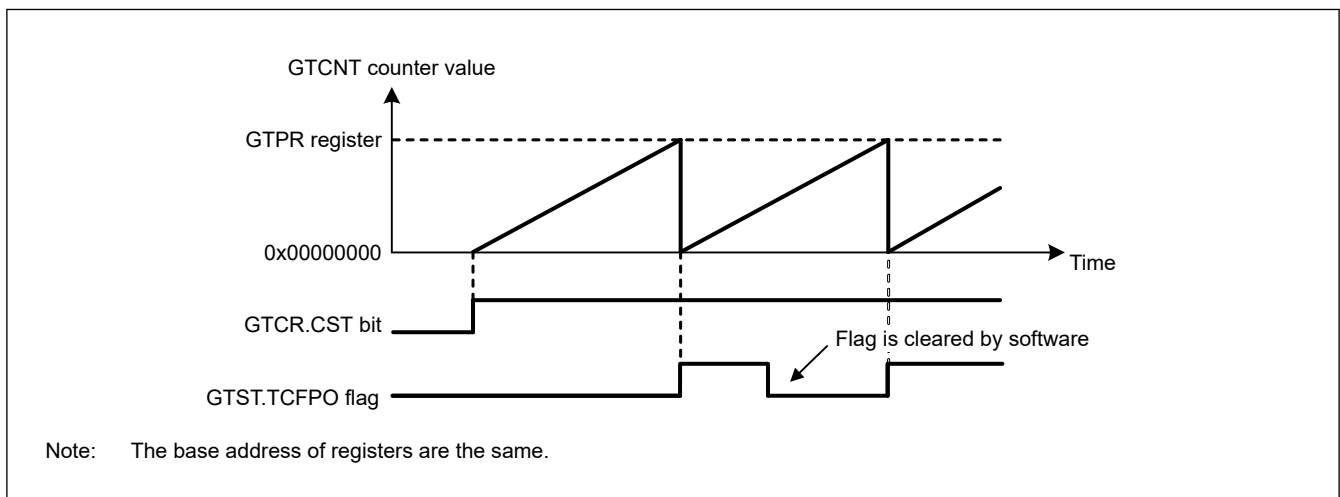 GTCNT counter value
GTPR register
0x00000000
Time
GTCR.CST bit
Flag is cleared by software
GTST.TCFPO flag
Note: The base address of registers are the same.